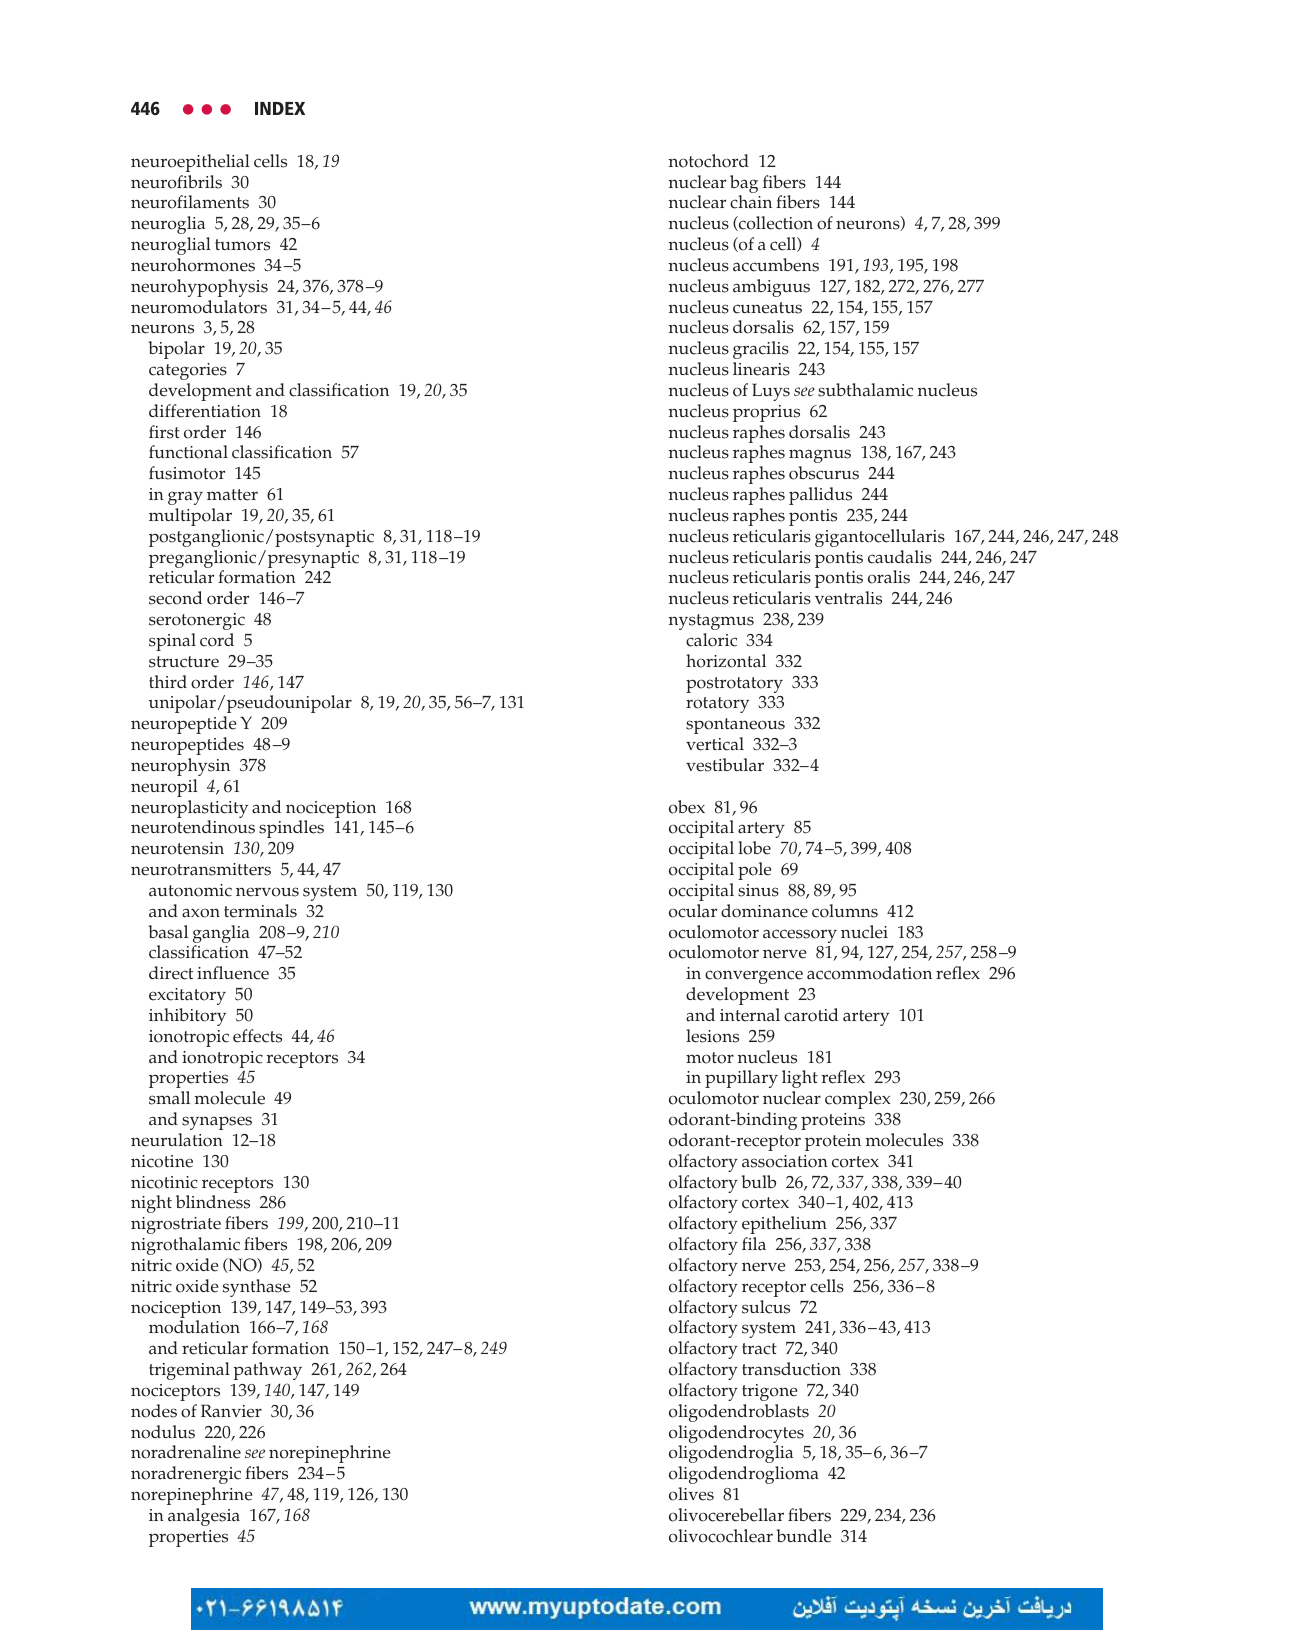 446 ● ● ● INDEX
neuroepithelial cells 18, 19
neurofibrils 30
neurofilaments 30
neuroglia 5, 28, 29, 35–6
neuroglial tumors 42
neurohormones 34–5
neurohypophysis 24, 376, 378–9
neuromodulators 31, 34–5, 44, 46
neurons 3, 5, 28
bipolar 19, 20, 35
categories 7
development and classification 19, 20, 35
differentiation 18
first order 146
functional classification 57
fusimotor 145
in gray matter 61
multipolar 19, 20, 35, 61
postganglionic/postsynaptic 8, 31, 118–19
preganglionic/presynaptic 8, 31, 118–19
reticular formation 242
second order 146–7
serotonergic 48
spinal cord 5
structure 29–35
third order 146, 147
unipolar/pseudounipolar 8, 19, 20, 35, 56–7, 131
neuropeptide Y 209
neuropeptides 48–9
neurophysin 378
neuropil 4, 61
neuroplasticity and nociception 168
neurotendinous spindles 141, 145–6
neurotensin 130, 209
neurotransmitters 5, 44, 47
autonomic nervous system 50, 119, 130
and axon terminals 32
basal ganglia 208–9, 210
classification 47–52
direct influence 35
excitatory 50
inhibitory 50
ionotropic effects 44, 46
and ionotropic receptors 34
properties 45
small molecule 49
and synapses 31
neurulation 12–18
nicotine 130
nicotinic receptors 130
night blindness 286
nigrostriate fibers 199, 200, 210–11
nigrothalamic fibers 198, 206, 209
nitric oxide (NO) 45, 52
nitric oxide synthase 52
nociception 139, 147, 149–53, 393
modulation 166–7, 168
and reticular formation 150–1, 152, 247–8, 249
trigeminal pathway 261, 262, 264
nociceptors 139, 140, 147, 149
nodes of Ranvier 30, 36
nodulus 220, 226
noradrenaline see norepinephrine
noradrenergic fibers 234–5
norepinephrine 47, 48, 119, 126, 130
in analgesia 167, 168
properties 45
notochord 12
nuclear bag fibers 144
nuclear chain fibers 144
nucleus (collection of neurons) 4, 7, 28, 399
nucleus (of a cell) 4
nucleus accumbens 191, 193, 195, 198
nucleus ambiguus 127, 182, 272, 276, 277
nucleus cuneatus 22, 154, 155, 157
nucleus dorsalis 62, 157, 159
nucleus gracilis 22, 154, 155, 157
nucleus linearis 243
nucleus of Luys see subthalamic nucleus
nucleus proprius 62
nucleus raphes dorsalis 243
nucleus raphes magnus 138, 167, 243
nucleus raphes obscurus 244
nucleus raphes pallidus 244
nucleus raphes pontis 235, 244
nucleus reticularis gigantocellularis 167, 244, 246, 247, 248
nucleus reticularis pontis caudalis 244, 246, 247
nucleus reticularis pontis oralis 244, 246, 247
nucleus reticularis ventralis 244, 246
nystagmus 238, 239
caloric 334
horizontal 332
postrotatory 333
rotatory 333
spontaneous 332
vertical 332–3
vestibular 332–4
obex 81, 96
occipital artery 85
occipital lobe 70, 74–5, 399, 408
occipital pole 69
occipital sinus 88, 89, 95
ocular dominance columns 412
oculomotor accessory nuclei 183
oculomotor nerve 81, 94, 127, 254, 257, 258–9
in convergence accommodation reflex 296
development 23
and internal carotid artery 101
lesions 259
motor nucleus 181
in pupillary light reflex 293
oculomotor nuclear complex 230, 259, 266
odorant-binding proteins 338
odorant-receptor protein molecules 338
olfactory association cortex 341
olfactory bulb 26, 72, 337, 338, 339–40
olfactory cortex 340–1, 402, 413
olfactory epithelium 256, 337
olfactory fila 256, 337, 338
olfactory nerve 253, 254, 256, 257, 338–9
olfactory receptor cells 256, 336–8
olfactory sulcus 72
olfactory system 241, 336–43, 413
olfactory tract 72, 340
olfactory transduction 338
olfactory trigone 72, 340
oligodendroblasts 20
oligodendrocytes 20, 36
oligodendroglia 5, 18, 35–6, 36–7
oligodendroglioma 42
olives 81
olivocerebellar fibers 229, 234, 236
olivocochlear bundle 314
۰۲۱-۶۶۱۹۸۵۱۴ www.myuptodate.com دریافت آخرین نسخه آپتودیت آفلاین